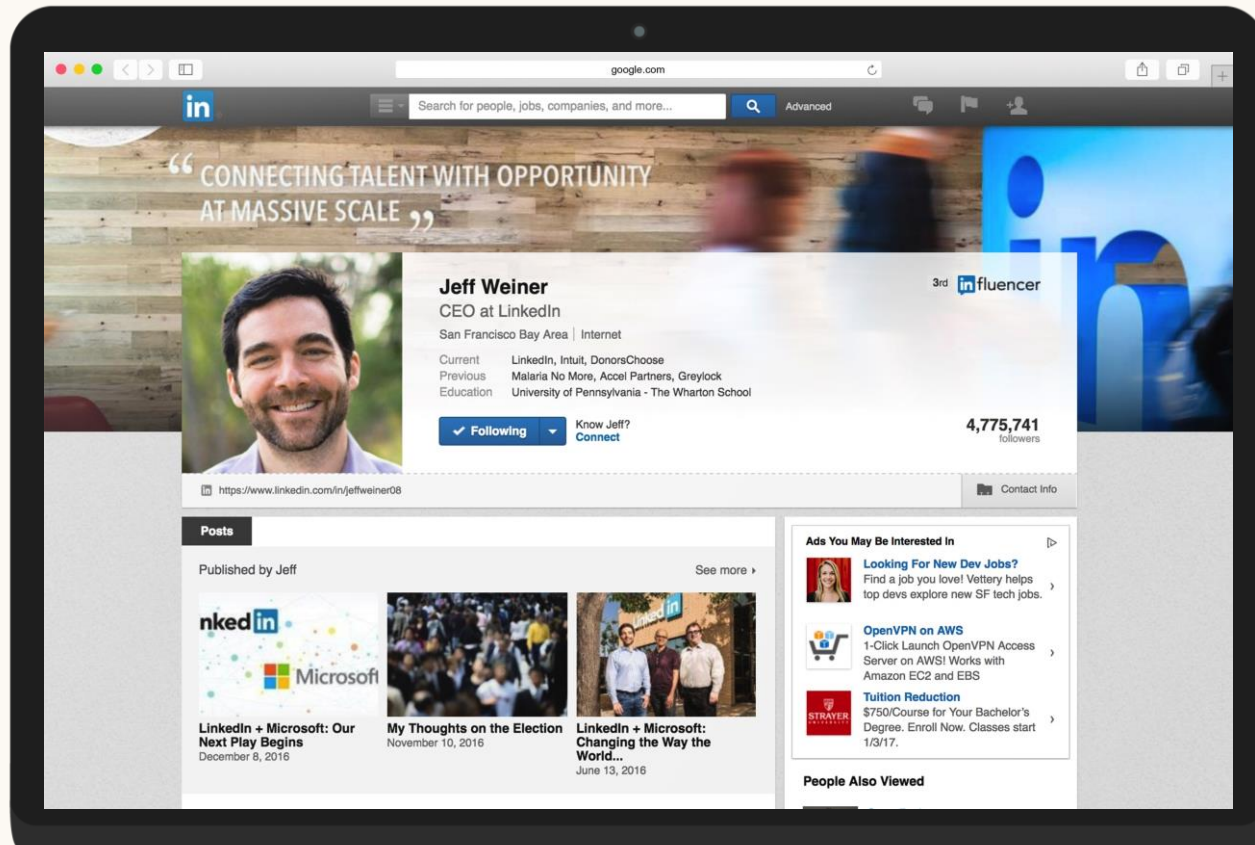 google.com
in
Search for people, jobs, companies, and more...
Advanced
“ CONNECTING TALENT WITH OPPORTUNITY
AT MASSIVE SCALE ”
in
Jeff Weiner
3rd influencer
CEO at LinkedIn
San Francisco Bay Area | Internet
Current LinkedIn, Intuit, DonorsChoose
Previous Malaria No More, Accel Partners, Greylock
Education University of Pennsylvania - The Wharton School
Following
Know Jeff?
Connect
4,775,741
followers
in https://www.linkedin.com/in/jeffweiner08
Contact Info
Posts
Published by Jeff
See more
nked in
Microsoft
LinkedIn + Microsoft: Our
Next Play Begins
December 8, 2016
My Thoughts on the Election
November 10, 2016
Linked in
LinkedIn + Microsoft:
Changing the Way the
World...
June 13, 2016
Ads You May Be Interested In
Looking For New Dev Jobs?
Find a job you love! Vettery helps
top devs explore new SF tech jobs.
OpenVPN on AWS
1-Click Launch OpenVPN Access
Server on AWS! Works with
Amazon EC2 and EBS
STRAYER
UNIVERSITY
Tuition Reduction
$750/Course for Your Bachelor's
Degree. Enroll Now. Classes start
1/3/17.
People Also Viewed